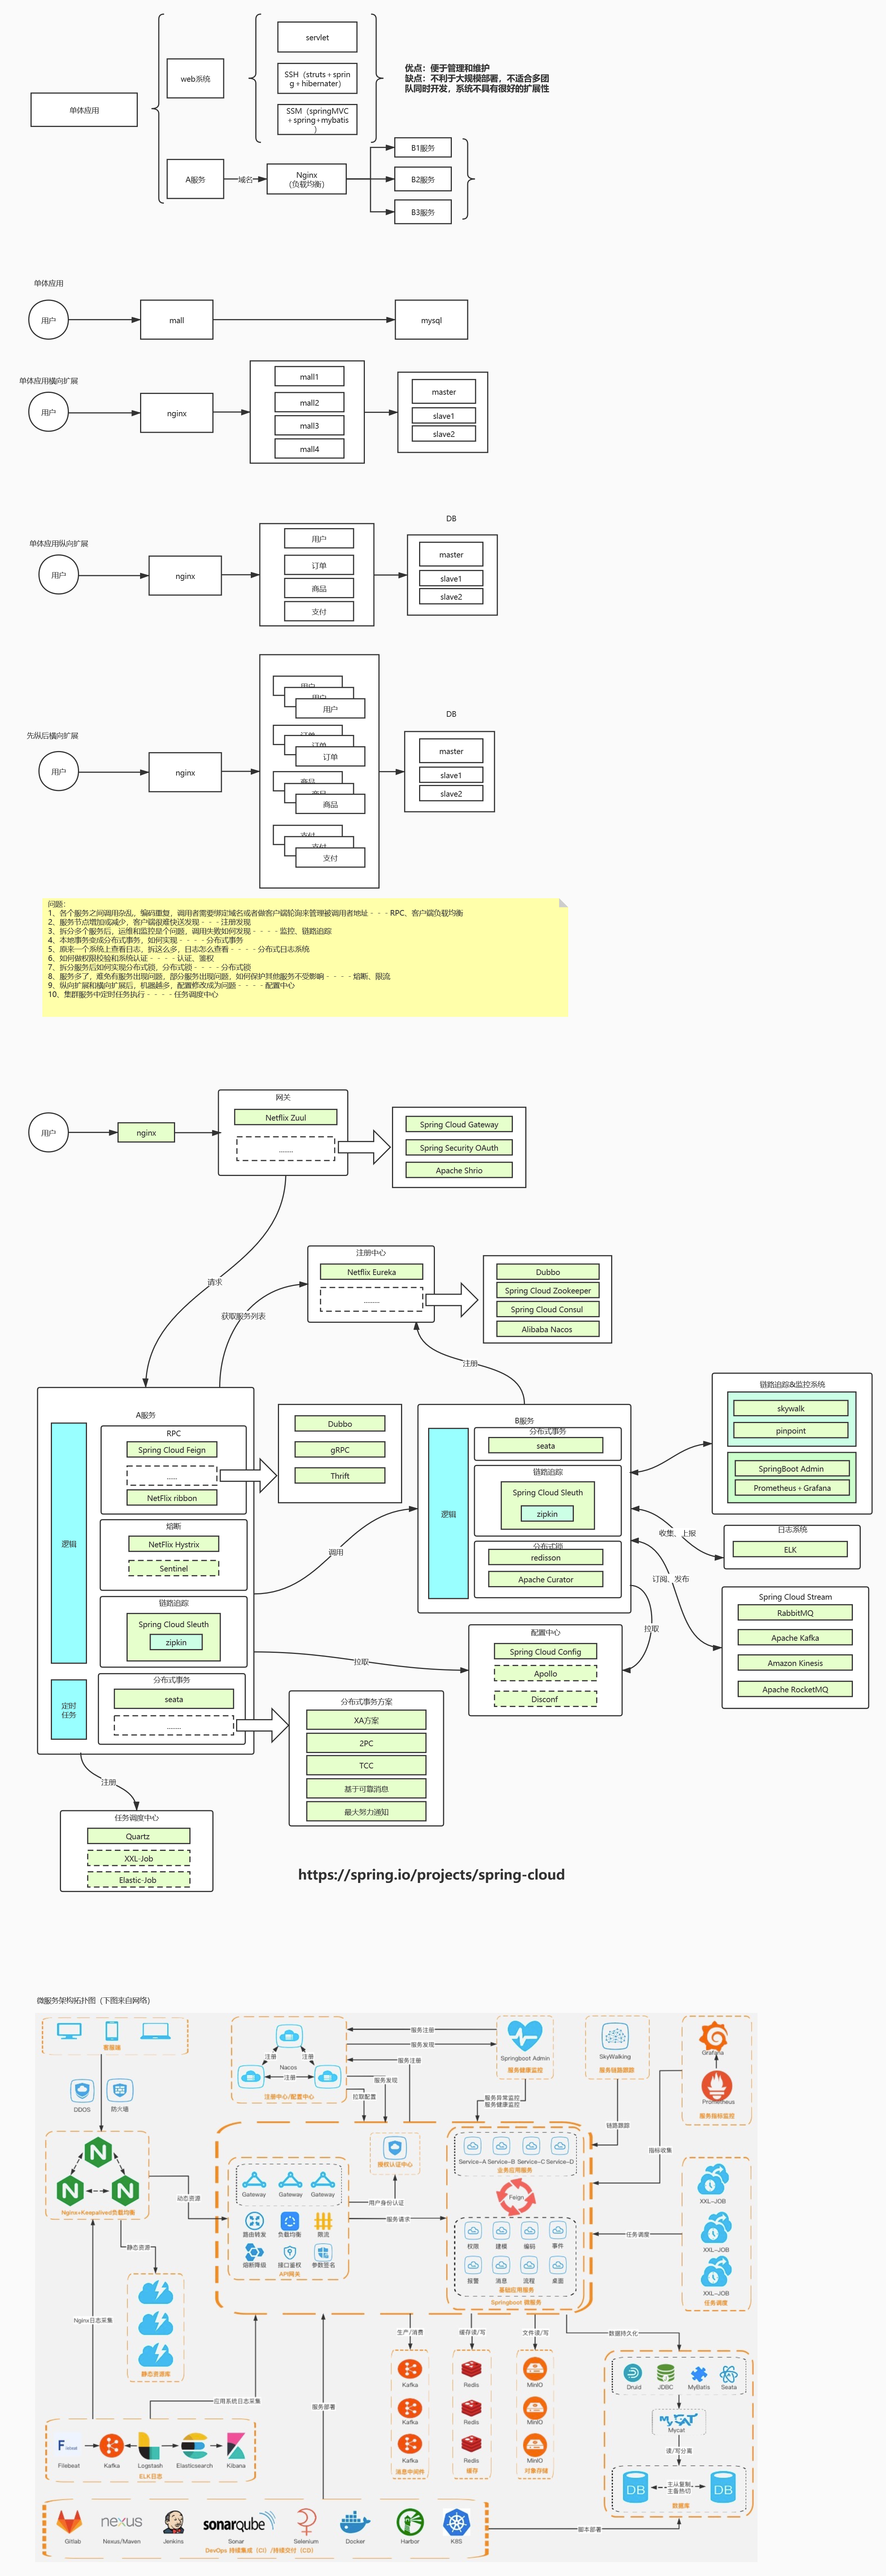 单体应用
web系统
servlet
SSH（struts+sprin
g+hibernater）
SSM（springMVC
+spring+mybatis
）
优点：便于管理和维护
缺点：不利于大规模部署，不适合多团
队同时开发，系统不具有很好的扩展性
A服务
域名
Nginx
（负载均衡）
B1服务
B2服务
B3服务
单体应用
用户
mall
mysql
单体应用横向扩展
用户
nginx
mall1
mall2
mall3
mall4
master
slave1
slave2
单体应用纵向扩展
用户
nginx
用户
订单
商品
支付
DB
master
slave1
slave2
先纵后横向扩展
用户
nginx
用户
用户
用户
订单
订单
订单
商品
商品
商品
支付
支付
支付
DB
master
slave1
slave2
问题：
1、各个服务之间调用杂乱，编码重复，调用者需要绑定域名或者做客户端轮询来管理被调用者地址---RPC、客户端负载均衡
2、服务节点增加或减少，客户端很难快送发现---注册发现
3、拆分多个服务后，运维和监控是个问题，调用失败如何发现----监控、链路追踪
4、本地事务变成分布式事务，如何实现----分布式事务
5、原来一个系统上查看日志，拆这么多，日志怎么查看----分布式日志系统
6、如何做权限校验和系统认证----认证、鉴权
7、拆分服务后如何实现分布式锁，分布式锁----分布式锁
8、服务多了，难免有服务出现问题，部分服务出现问题，如何保护其他服务不受影响----熔断、限流
9、纵向扩展和横向扩展后，机器越多，配置修改成为问题----配置中心
10、集群服务中定时任务执行----任务调度中心
用户
nginx
网关
Netflix Zuul
........
Spring Cloud Gateway
Spring Security OAuth
Apache Shrio
请求
获取服务列表
注册中心
Netflix Eureka
........
Dubbo
Spring Cloud Zookeeper
Spring Cloud Consul
Alibaba Nacos
注册
A服务
逻辑
RPC
Spring Cloud Feign
......
NetFlix ribbon
Dubbo
gRPC
Thrift
熔断
NetFlix Hystrix
Sentinel
链路追踪
Spring Cloud Sleuth
zipkin
定时
任务
分布式事务
seata
........
调用
拉取
B服务
逻辑
分布式事务
seata
链路追踪
Spring Cloud Sleuth
zipkin
分布式锁
redisson
Apache Curator
链路追踪&监控系统
skywalk
pinpoint
SpringBoot Admin
Prometheus+Grafana
收集、上报
日志系统
ELK
订阅、发布
Spring Cloud Stream
RabbitMQ
Apache Kafka
Amazon Kinesis
Apache RocketMQ
拉取
配置中心
Spring Cloud Config
Apollo
Disconf
分布式事务方案
XA方案
2PC
TCC
基于可靠消息
最大努力通知
注册
任务调度中心
Quartz
XXL-Job
Elastic-Job
https://spring.io/projects/spring-cloud
微服务架构拓扑图（下图来自网络）
客户端
DDOS
防火墙
Nginx+Keepalived负载均衡
动态资源
静态资源
静态资源库
Nginx日志采集
注册
注册
Nacos
注册
注册中心/配置中心
服务注册
服务发现
服务注册
服务发现
拉取配置
Springboot Admin
服务健康监控
服务异常监控
服务健康监控
SkyWalking
服务链路跟踪
链路跟踪
Grafana
Prometheus
服务指标监控
指标收集
授权认证中心
用户身份认证
服务请求
Gateway
Gateway
Gateway
路由转发
负载均衡
限流
熔断降级
接口鉴权
参数签名
API网关
Service-A
Service-B
Service-C
Service-D
业务应用服务
Feign
权限
建模
编码
事件
报警
消息
流程
桌面
基础应用服务
Springboot 微服务
XXL-JOB
XXL-JOB
XXL-JOB
任务调度
任务调度
生产/消费
缓存读/写
文件读/写
数据持久化
Kafka
Kafka
Kafka
消息中间件
Redis
Redis
Redis
缓存
MinIO
MinIO
MinIO
对象存储
Druid
JDBC
MyBatis
Seata
MyCAT
Mycat
读/写分离
DB
主从复制
主备热切
DB
数据库
应用系统日志采集
服务部署
Filebeat
Kafka
Logstash
Elasticsearch
Kibana
ELK日志
Gitlab
nexus
Nexus/Maven
Jenkins
sonarqube
Sonar
Selenium
Docker
Harbor
K8S
DevOps 持续集成（CI）/持续交付（CD）
脚本部署